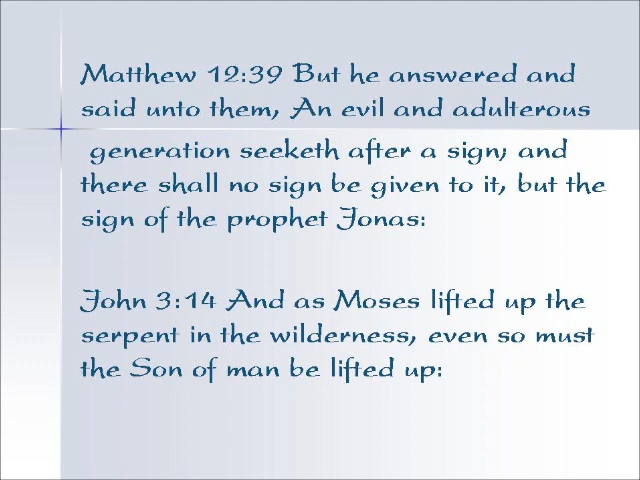 Matthew 12:39 But he answered and
said unto them, An evil and adulterous
generation seeketh after a sign; and
there shall no sign be given to it, but the
sign of the prophet Jonas:
John 3:14 And as Moses lifted up the
serpent in the wilderness, even so must
the Son of man be lifted up: